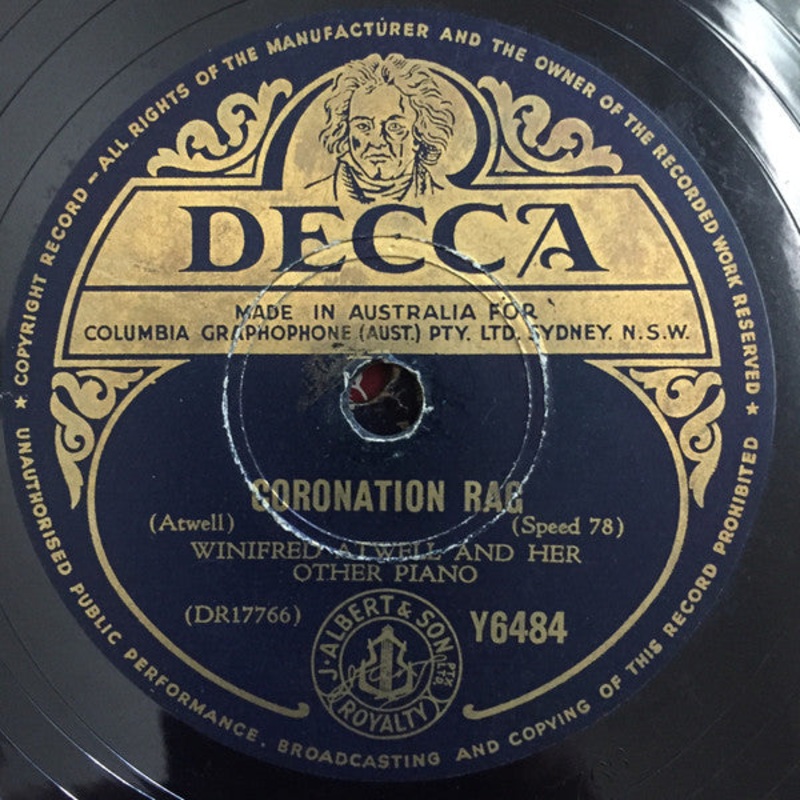 ★ COPYRIGHT RECORD – ALL RIGHTS OF THE MANUFACTURER AND THE OWNER OF THE RECORDED WORK RESERVED ★
DECCA
MADE IN AUSTRALIA FOR
COLUMBIA GRAPHOPHONE (AUST.) PTY. LTD. SYDNEY. N.S.W.
CORONATION RAG
(Atwell) (Speed 78)
WINIFRED ATWELL AND HER
OTHER PIANO
(DR17766) Y6484
J. ALBERT & SON PTY. LTD.
ROYALTY
UNAUTHORISED PUBLIC PERFORMANCE, BROADCASTING AND COPYING OF THIS RECORD PROHIBITED